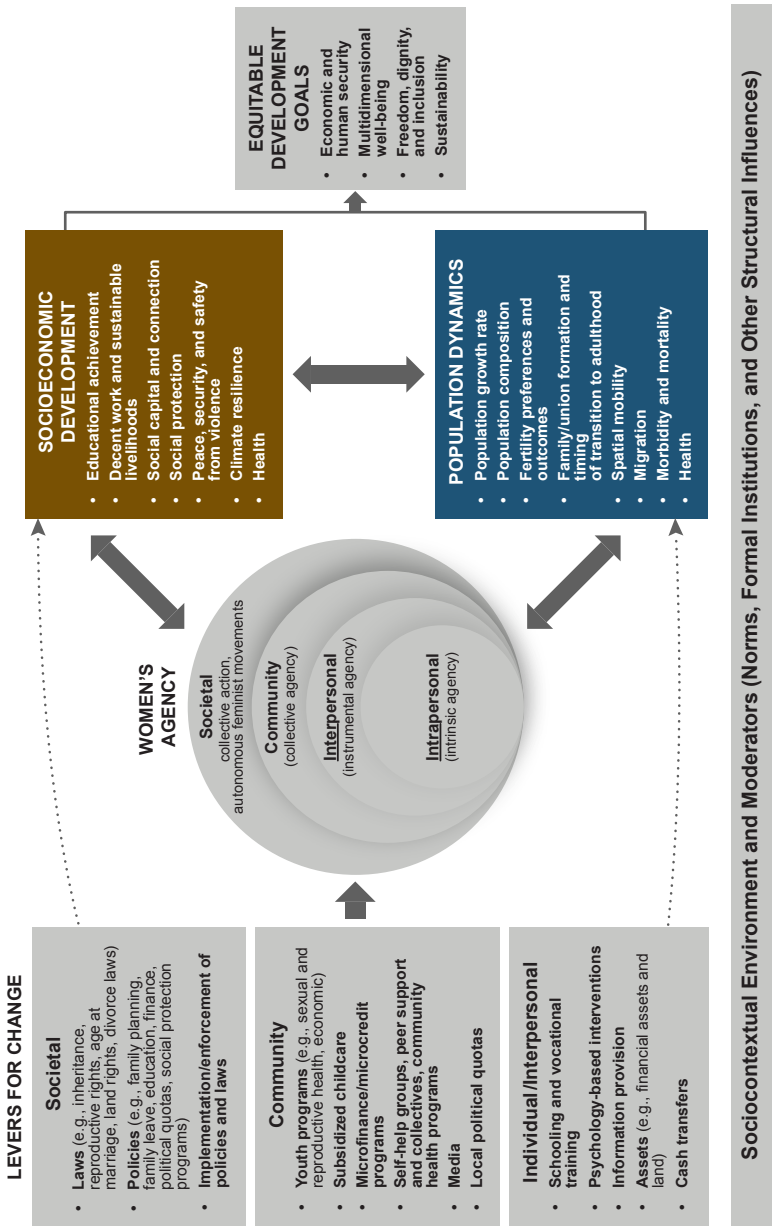 LEVERS FOR CHANGE
Societal
• Laws (e.g., inheritance,
reproductive rights, age at
marriage, land rights, divorce laws)
• Policies (e.g., family planning,
family leave, education, finance,
political quotas, social protection
programs)
• Implementation/enforcement of
policies and laws
Community
• Youth programs (e.g., sexual and
reproductive health, economic)
• Subsidized childcare
• Microfinance/microcredit
programs
• Self-help groups, peer support
and collectives, community
health programs
• Media
• Local political quotas
Individual/Interpersonal
• Schooling and vocational
training
• Psychology-based interventions
• Information provision
• Assets (e.g., financial assets and
land)
• Cash transfers
WOMEN'S
AGENCY
Societal
collective action,
autonomous feminist movements
Community
(collective agency)
Interpersonal
(instrumental agency)
Intrapersonal
(intrinsic agency)
SOCIOECONOMIC
DEVELOPMENT
• Educational achievement
• Decent work and sustainable
livelihoods
• Social capital and connection
• Social protection
• Peace, security, and safety
from violence
• Climate resilience
• Health
POPULATION DYNAMICS
• Population growth rate
• Population composition
• Fertility preferences and
outcomes
• Family/union formation and
timing
of transition to adulthood
• Spatial mobility
• Migration
• Morbidity and mortality
• Health
EQUITABLE
DEVELOPMENT
GOALS
• Economic and
human security
• Multidimensional
well-being
• Freedom, dignity,
and inclusion
• Sustainability
Sociocontextual Environment and Moderators (Norms, Formal Institutions, and Other Structural Influences)